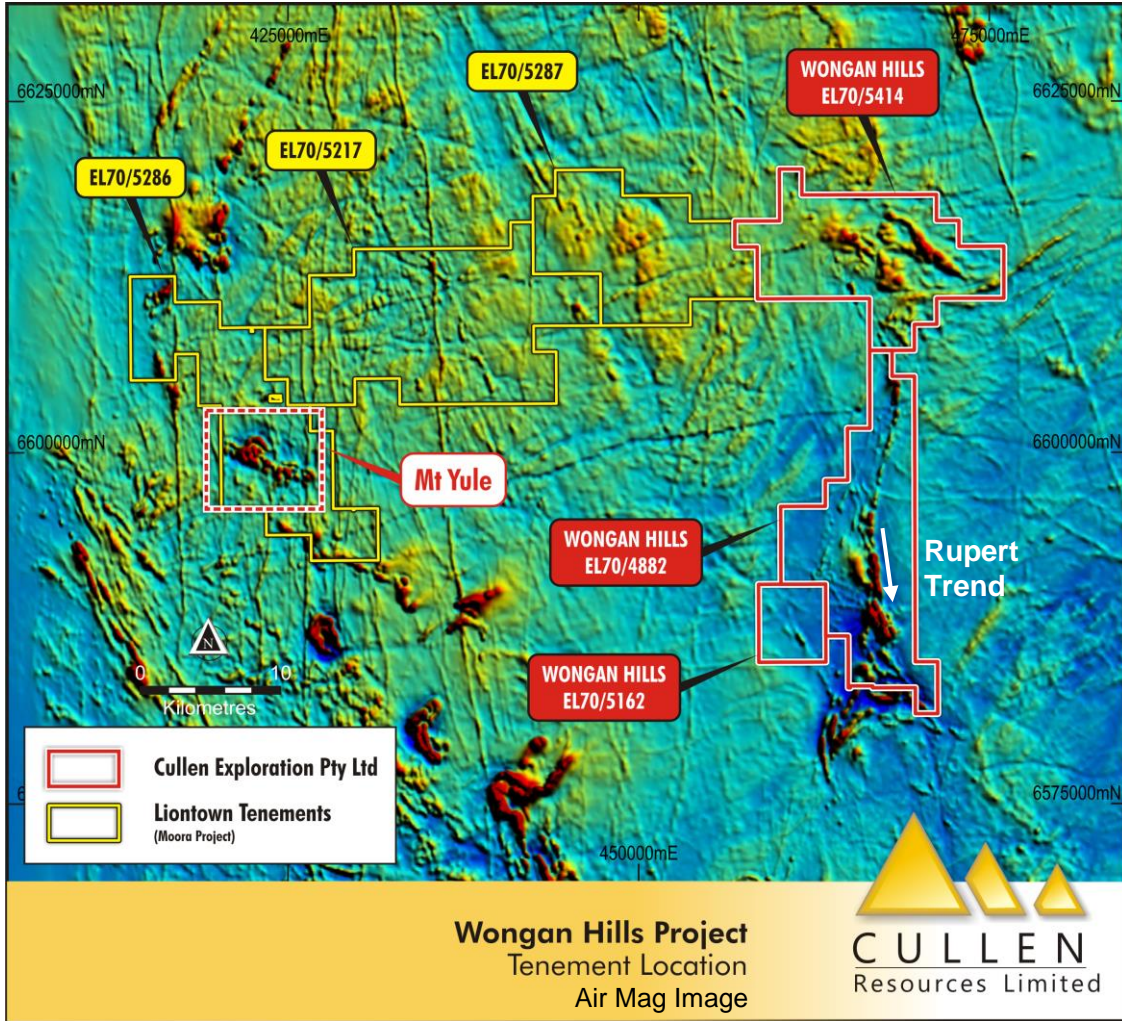 425000mE
475000mE
6625000mN
6625000mN
EL70/5287
WONGAN HILLS
EL70/5414
EL70/5217
EL70/5286
6600000mN
6600000mN
Mt Yule
WONGAN HILLS
EL70/4882
Rupert
Trend
N
0
10
Kilometres
WONGAN HILLS
EL70/5162
Cullen Exploration Pty Ltd
Liontown Tenements
(Moora Project)
6575000mN
450000mE
Wongan Hills Project
Tenement Location
Air Mag Image
CULLEN
Resources Limited